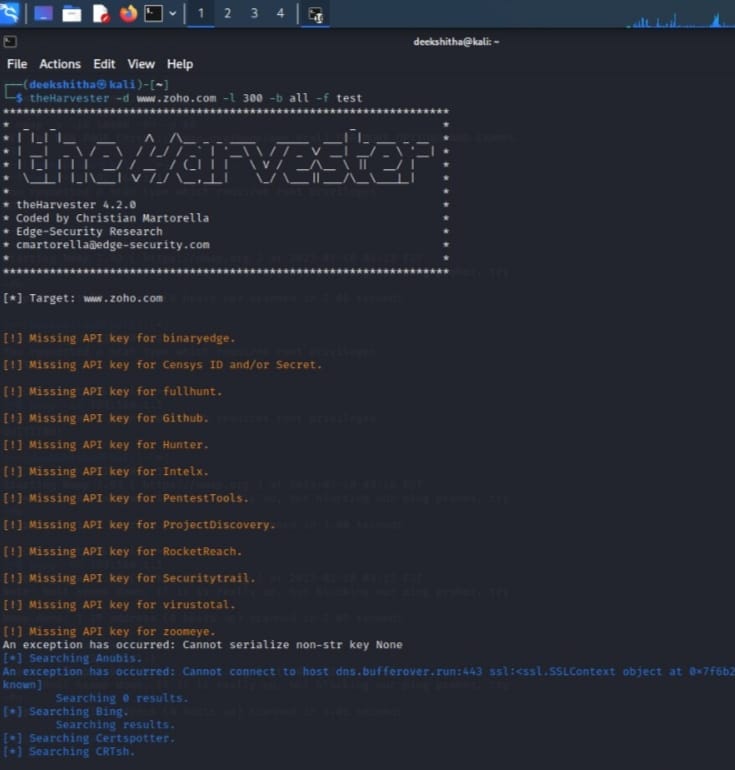 1 2 3 4
deekshitha@kali: ~
File Actions Edit View Help
(deekshitha㉿kali)-[~]
$ theHarvester -d www.zoho.com -l 300 -b all -f test
*******************************************************************
theHarvester
* theHarvester 4.2.0 *
* Coded by Christian Martorella *
* Edge-Security Research *
* cmartorella@edge-security.com *
* *
*******************************************************************
[*] Target: www.zoho.com
[!] Missing API key for binaryedge.
[!] Missing API key for Censys ID and/or Secret.
[!] Missing API key for fullhunt.
[!] Missing API key for Github.
[!] Missing API key for Hunter.
[!] Missing API key for Intelx.
[!] Missing API key for PentestTools.
[!] Missing API key for ProjectDiscovery.
[!] Missing API key for RocketReach.
[!] Missing API key for Securitytrail.
[!] Missing API key for virustotal.
[!] Missing API key for zoomeye.
An exception has occurred: Cannot serialize non-str key None
[*] Searching Anubis.
An exception has occurred: Cannot connect to host dns.bufferover.run:443 ssl:<ssl.SSLContext object at 0×7f6b2
known]
Searching 0 results.
[*] Searching Bing.
Searching results.
[*] Searching Certspotter.
[*] Searching CRTsh.